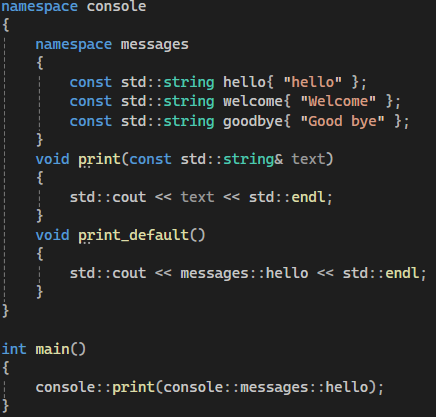 namespace console
{
    namespace messages
    {
        const std::string hello{ "hello" };
        const std::string welcome{ "Welcome" };
        const std::string goodbye{ "Good bye" };
    }
    void print(const std::string& text)
    {
        std::cout << text << std::endl;
    }
    void print_default()
    {
        std::cout << messages::hello << std::endl;
    }
}

int main()
{
    console::print(console::messages::hello);
}